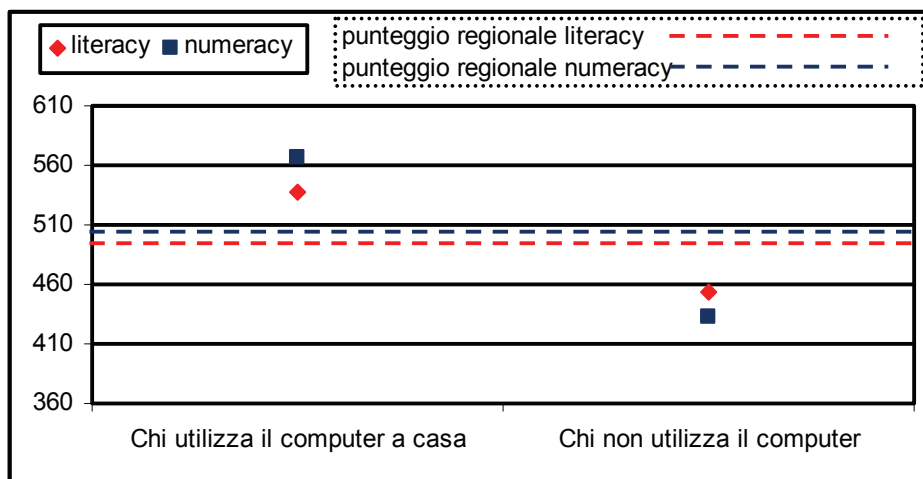 literacy numeracy
punteggio regionale literacy
punteggio regionale numeracy
610
560
510
460
410
360
Chi utilizza il computer a casa Chi non utilizza il computer